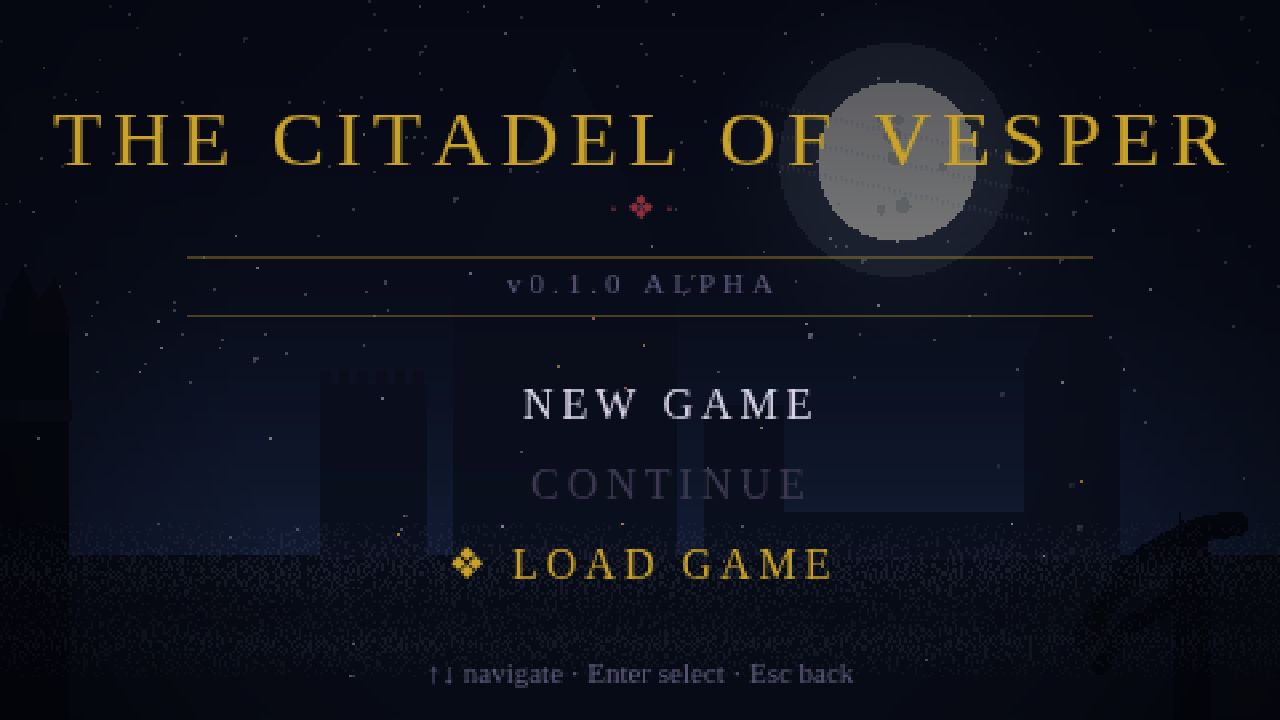 THE CITADEL OF VESPER
v0.1.0 ALPHA
NEW GAME
CONTINUE
❖ LOAD GAME
↑↓ navigate · Enter select · Esc back